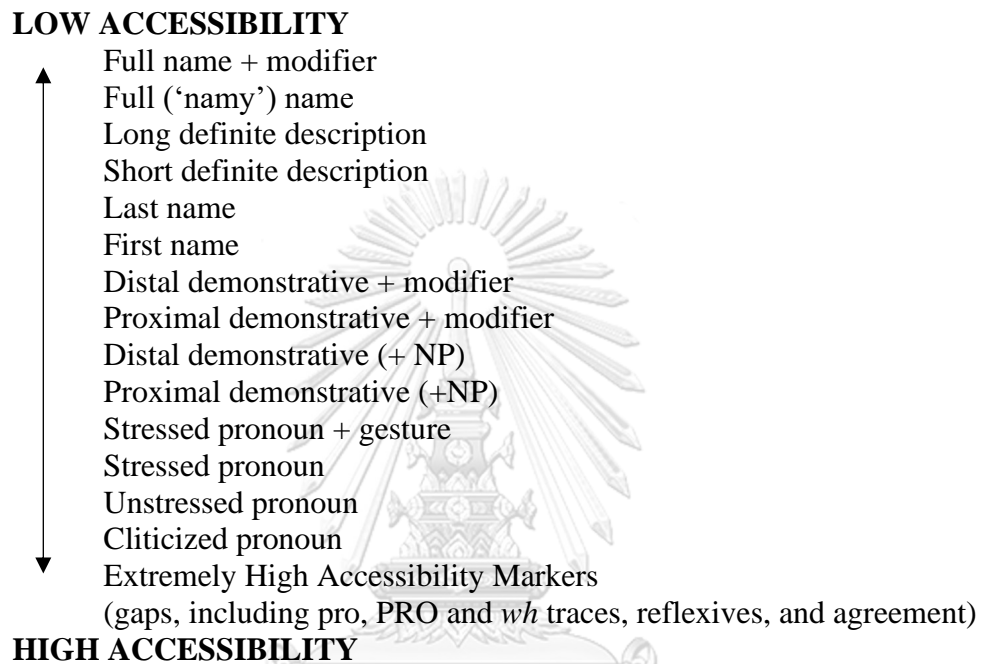 LOW ACCESSIBILITY
Full name + modifier
Full (‘namy’) name
Long definite description
Short definite description
Last name
First name
Distal demonstrative + modifier
Proximal demonstrative + modifier
Distal demonstrative (+ NP)
Proximal demonstrative (+NP)
Stressed pronoun + gesture
Stressed pronoun
Unstressed pronoun
Cliticized pronoun
Extremely High Accessibility Markers
(gaps, including pro, PRO and wh traces, reflexives, and agreement)
HIGH ACCESSIBILITY